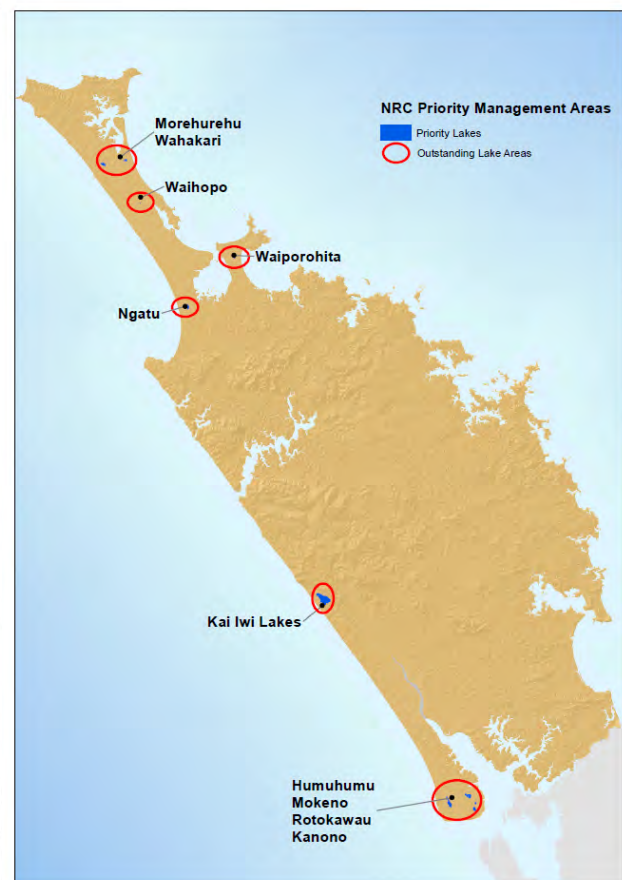 NRC Priority Management Areas
Priority Lakes
Outstanding Lake Areas
Morehurehu
Wahakari
Waihopo
Waiporohita
Ngatu
Kai Iwi Lakes
Humuhumu
Mokeno
Rotokawau
Kanono